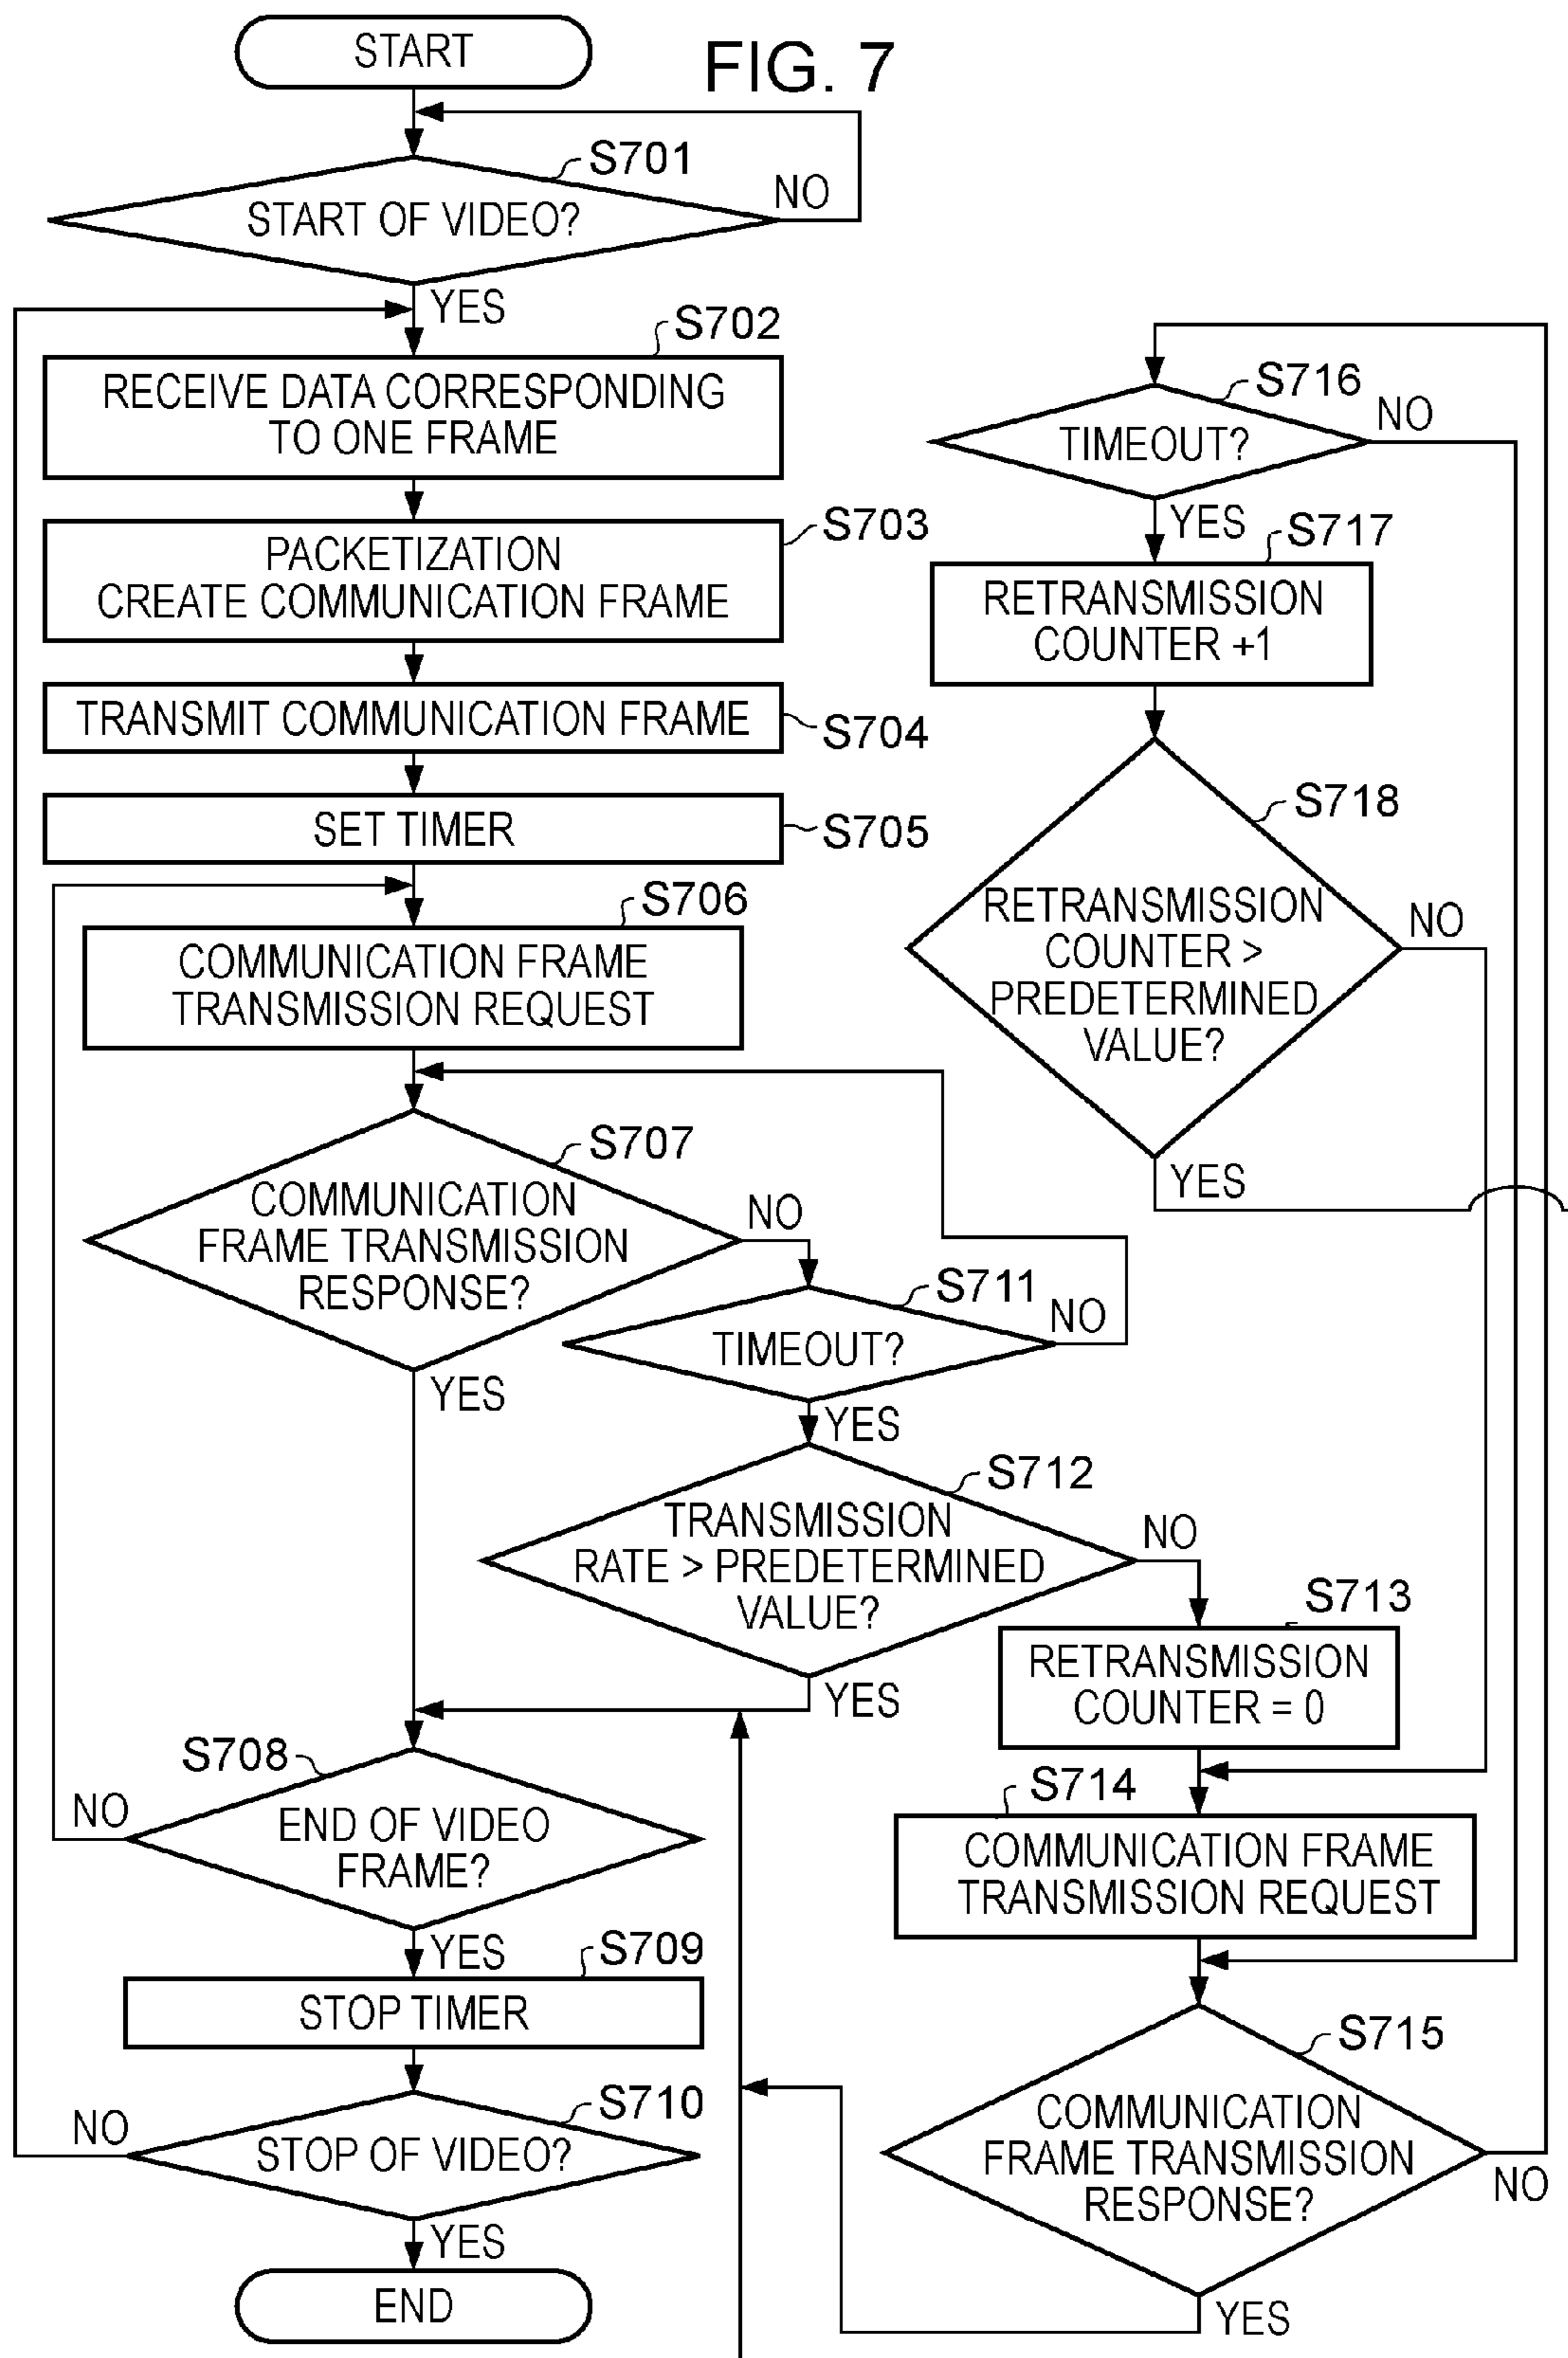 FIG. 7
START
S701
START OF VIDEO?
NO
YES
S702
RECEIVE DATA CORRESPONDING
TO ONE FRAME
S703
PACKETIZATION
CREATE COMMUNICATION FRAME
TRANSMIT COMMUNICATION FRAME
S704
SET TIMER
S705
S706
COMMUNICATION FRAME
TRANSMISSION REQUEST
S707
COMMUNICATION
FRAME TRANSMISSION
RESPONSE?
NO
YES
S711
TIMEOUT?
NO
YES
S712
TRANSMISSION
RATE > PREDETERMINED
VALUE?
NO
YES
S708
END OF VIDEO
FRAME?
NO
YES
S709
STOP TIMER
S710
STOP OF VIDEO?
NO
YES
END
S716
TIMEOUT?
NO
YES
S717
RETRANSMISSION
COUNTER +1
S718
RETRANSMISSION
COUNTER >
PREDETERMINED
VALUE?
NO
YES
S713
RETRANSMISSION
COUNTER = 0
S714
COMMUNICATION FRAME
TRANSMISSION REQUEST
S715
COMMUNICATION
FRAME TRANSMISSION
RESPONSE?
NO
YES